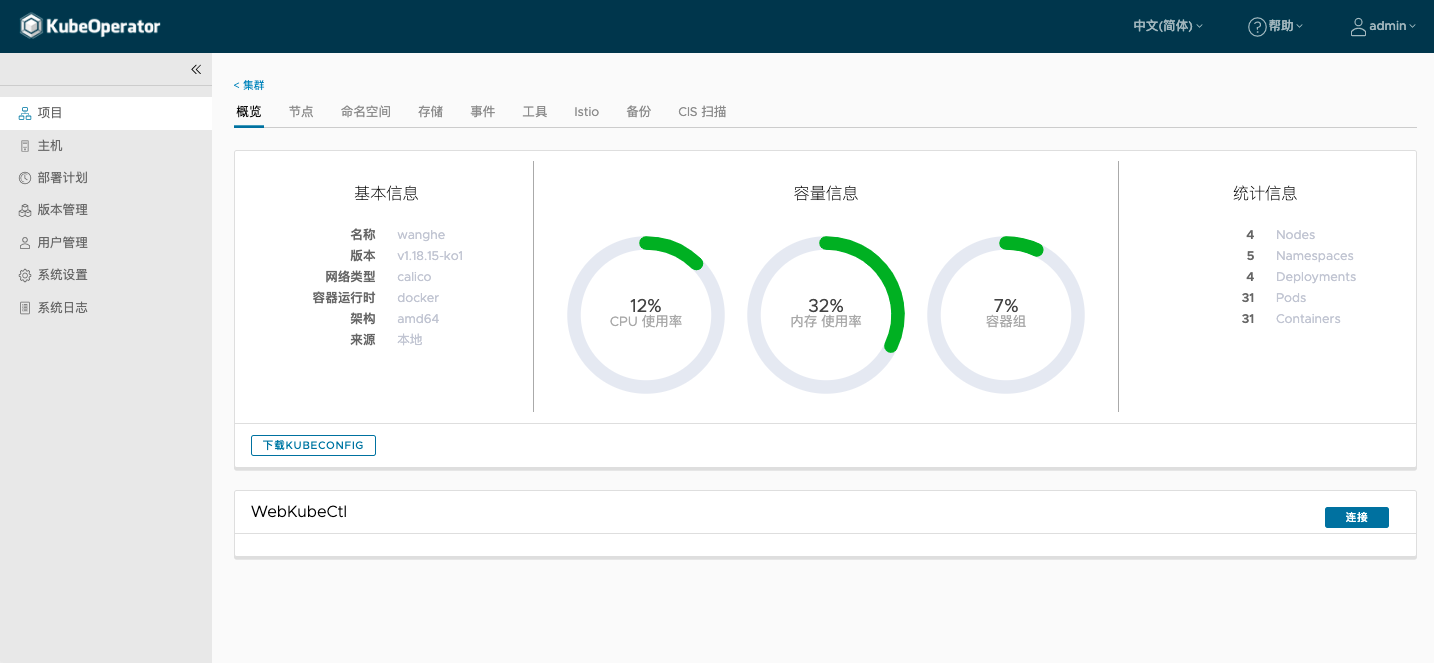 KubeOperator
中文(简体)
帮助
admin
项目
主机
部署计划
版本管理
用户管理
系统设置
系统日志
< 集群
概览 节点 命名空间 存储 事件 工具 Istio 备份 CIS 扫描
基本信息
名称 wanghe
版本 v1.18.15-ko1
网络类型 calico
容器运行时 docker
架构 amd64
来源 本地
容量信息
12%
CPU 使用率
32%
内存 使用率
7%
容器组
统计信息
4 Nodes
5 Namespaces
4 Deployments
31 Pods
31 Containers
下载KUBECONFIG
WebKubeCtl
连接